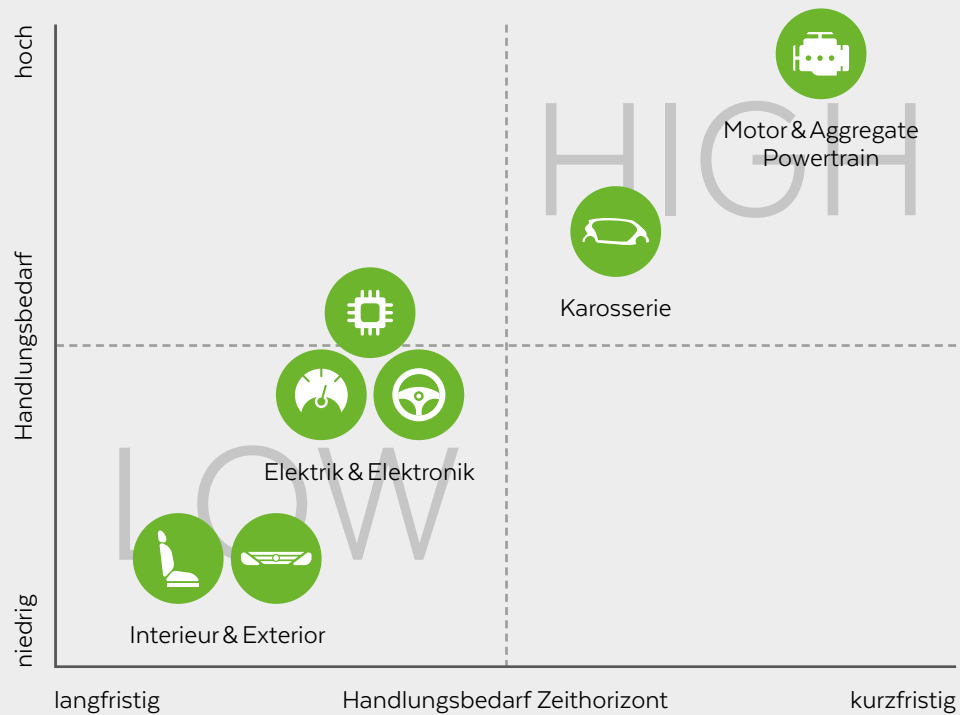 hoch
HIGH
Motor & Aggregate
Powertrain
Karosserie
Handlungsbedarf
LOW
Elektrik & Elektronik
Interieur & Exterior
niedrig
langfristig
Handlungsbedarf Zeithorizont
kurzfristig